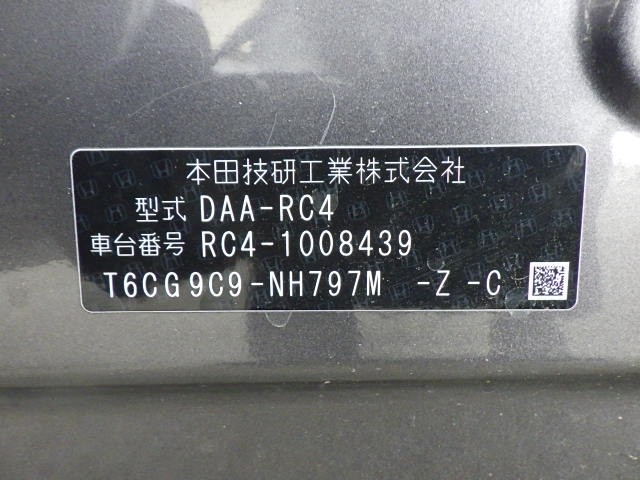 本田技研工業株式会社
型式 DAA-RC4
車台番号 RC4-1008439
T6CG9C9-NH797M -Z -C